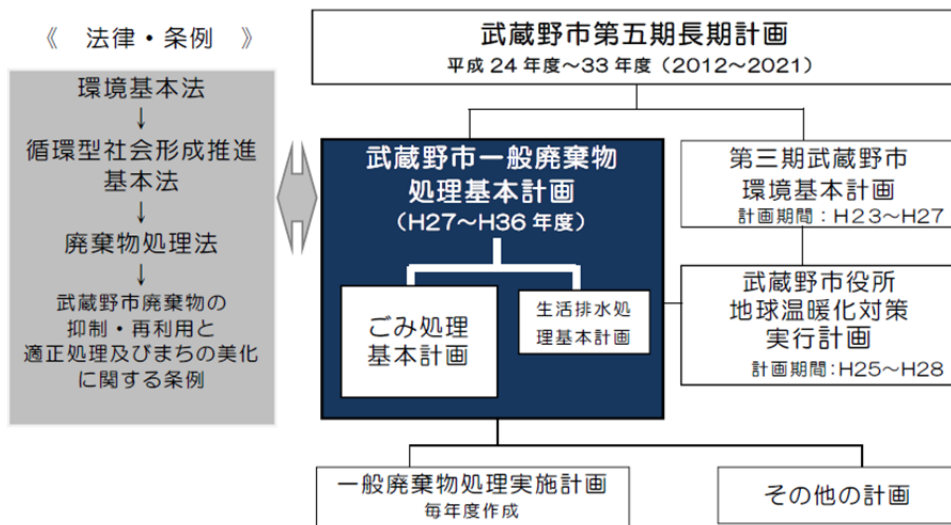 《 法律・条例 》
環境基本法
↓
循環型社会形成推進
基本法
↓
廃棄物処理法
↓
武蔵野市廃棄物の
抑制・再利用と
適正処理及びまちの美化
に関する条例
武蔵野市第五期長期計画
平成24年度~33年度(2012~2021)
武蔵野市一般廃棄物
処理基本計画
(H27~H36年度)
ごみ処理
基本計画
生活排水処
理基本計画
第三期武蔵野市
環境基本計画
計画期間:H23~H27
武蔵野市役所
地球温暖化対策
実行計画
計画期間:H25~H28
一般廃棄物処理実施計画
毎年度作成
その他の計画